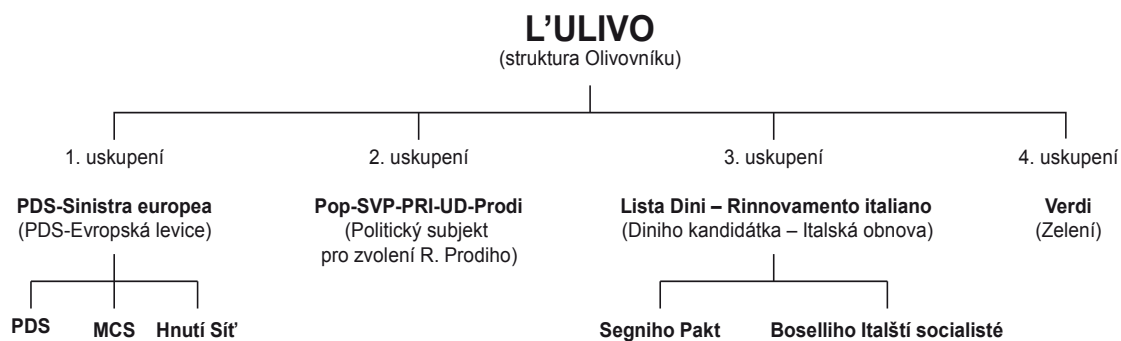 L’ULIVO
(struktura Olivovníku)
1. uskupení
2. uskupení
3. uskupení
4. uskupení
PDS-Sinistra europea
(PDS-Evropská levice)
Pop-SVP-PRI-UD-Prodi
(Politický subjekt
pro zvolení R. Prodiho)
Lista Dini – Rinnovamento italiano
(Diniho kandidátka – Italská obnova)
Verdi
(Zelení)
PDS
MCS
Hnutí Síť
Segniho Pakt
Boselliho Italští socialisté